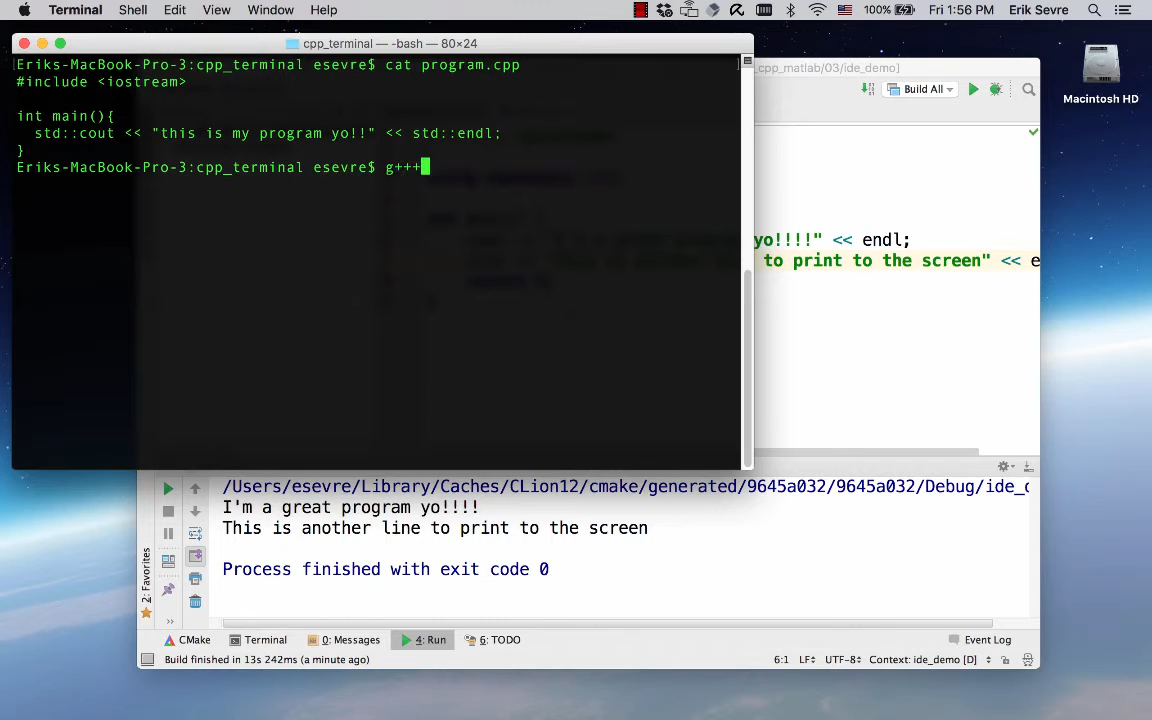 Terminal Shell Edit View Window Help 100% Fri 1:56 PM Erik Sevre
cpp_terminal — -bash — 80×24
Eriks-MacBook-Pro-3:cpp_terminal esevre$ cat program.cpp
#include <iostream>
int main(){
std::cout << "this is my program yo!!" << std::endl;
}
Eriks-MacBook-Pro-3:cpp_terminal esevre$ g+++
_cpp_matlab/03/ide_demo]
Build All
Macintosh HD
yo!!!!" << endl;
to print to the screen" << e
/Users/esevre/Library/Caches/CLion12/cmake/generated/9645a032/9645a032/Debug/ide_d
I'm a great program yo!!!!
This is another line to print to the screen
Process finished with exit code 0
2: Favorites
CMake Terminal 0: Messages 4: Run 6: TODO Event Log
Build finished in 13s 242ms (a minute ago) 6:1 LF UTF-8 Context: ide_demo [D]